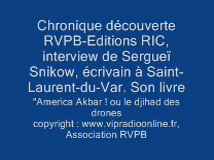 Chronique découverte
RVPB-Editions RIC,
interview de Sergueï
Snikow, écrivain à Saint-
Laurent-du-Var. Son livre
"America Akbar ! ou le djihad des
drones
copyright : www.vipradioonline.fr,
Association RVPB